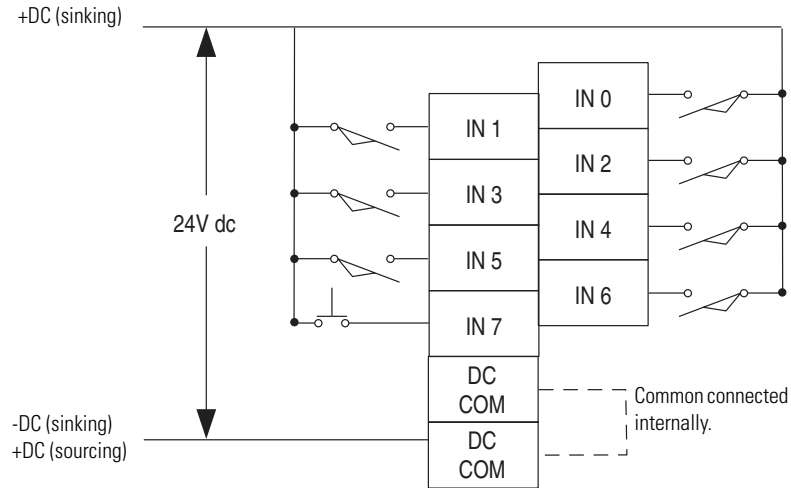 +DC (sinking)
IN 0
IN 1
IN 2
IN 3
24V dc
IN 4
IN 5
IN 6
IN 7
DC
COM
Common connected
internally.
-DC (sinking)
+DC (sourcing)
DC
COM